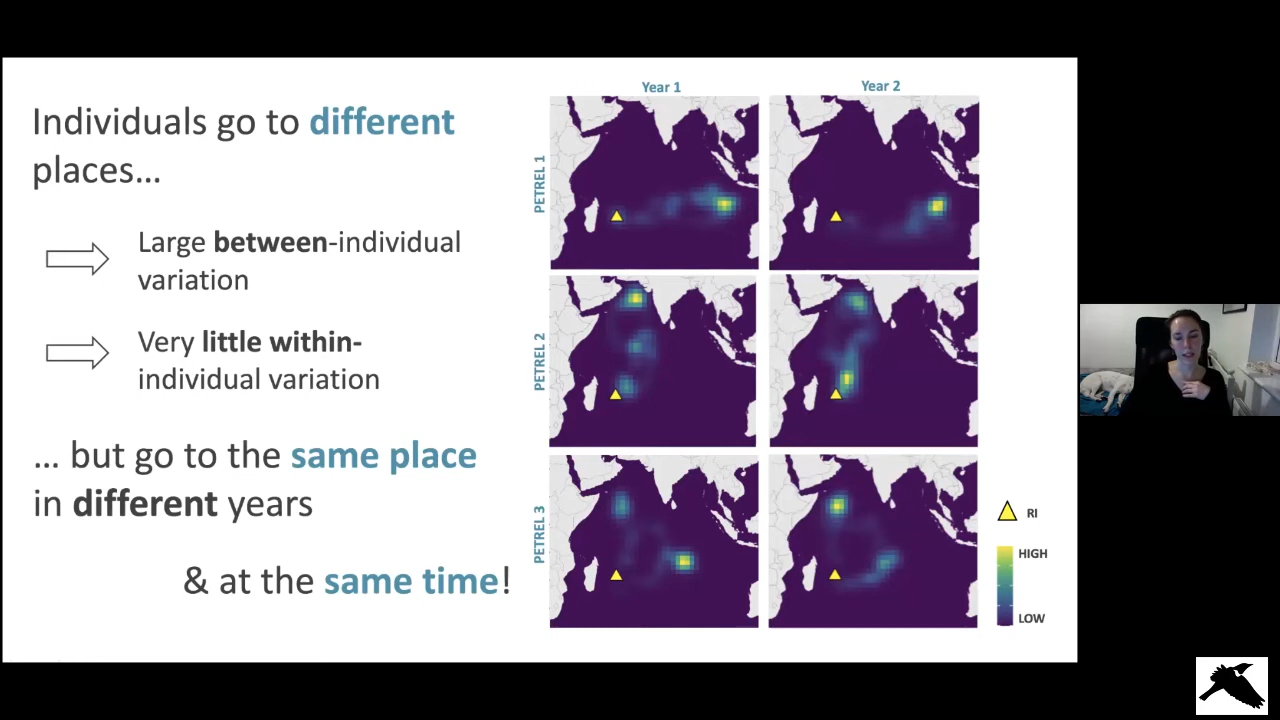 Individuals go to different
places…
Large between-individual
variation
Very little within-
individual variation
… but go to the same place
in different years
& at the same time!
Year 1
Year 2
PETREL 1
PETREL 2
PETREL 3
RI
HIGH
LOW